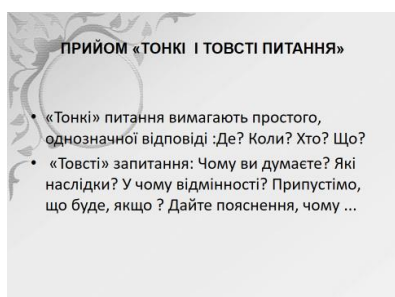 ПРИЙОМ «ТОНКІ І ТОВСТІ ПИТАННЯ»
• «Тонкі» питання вимагають простого,
однозначної відповіді :Де? Коли? Хто? Що?
• «Товсті» запитання: Чому ви думаєте? Які
наслідки? У чому відмінності? Припустімо,
що буде, якщо ? Дайте пояснення, чому ...